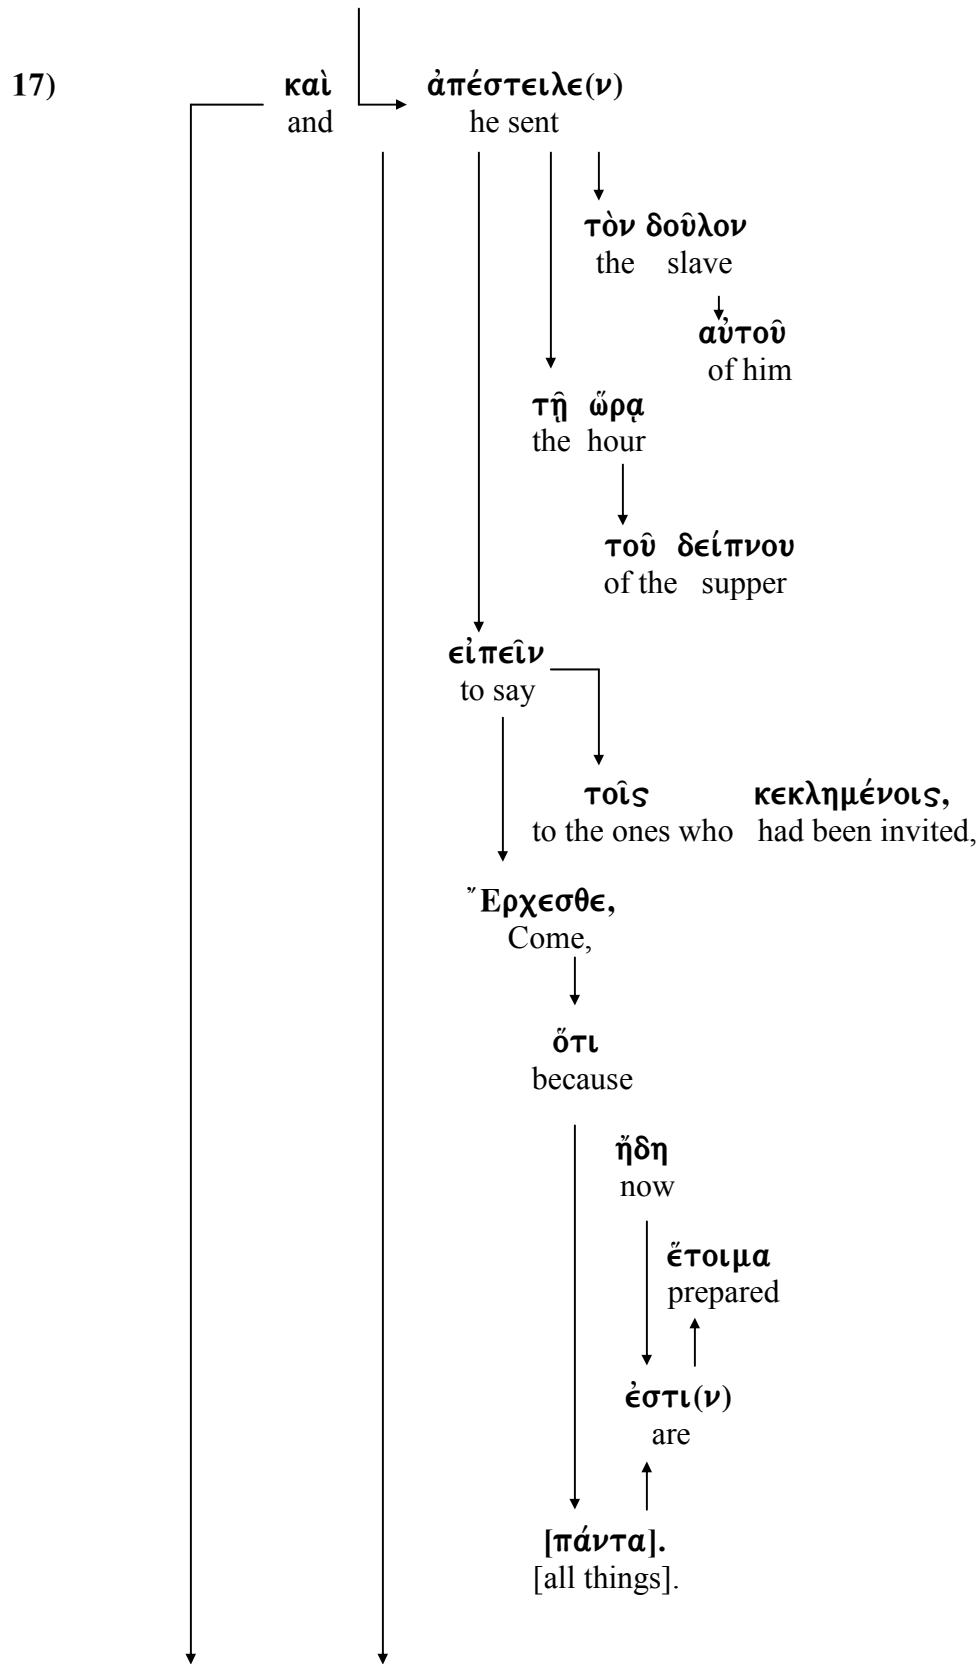 17) καὶ ἀπέστειλε(ν)
and he sent
τὸν δοῦλον
the slave
αὐτοῦ
of him
τῇ ὥρᾳ
the hour
τοῦ δείπνου
of the supper
εἰπεῖν
to say
τοῖς κεκλημένοις,
to the ones who had been invited,
Ἔρχεσθε,
Come,
ὅτι
because
ἤδη
now
ἕτοιμα
prepared
ἐστι(ν)
are
[πάντα].
[all things].